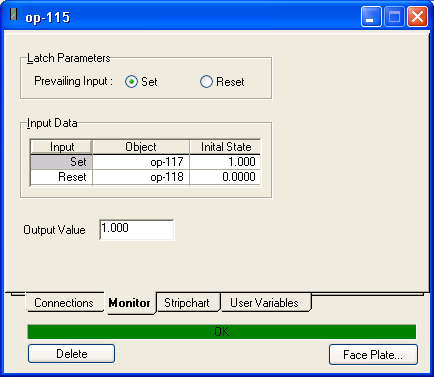 op-115
Latch Parameters
Prevailing Input : Set Reset
Input Data
Input Object Inital State
Set op-117 1.000
Reset op-118 0.0000
Output Value 1.000
Connections Monitor Stripchart User Variables
OK
Delete Face Plate...